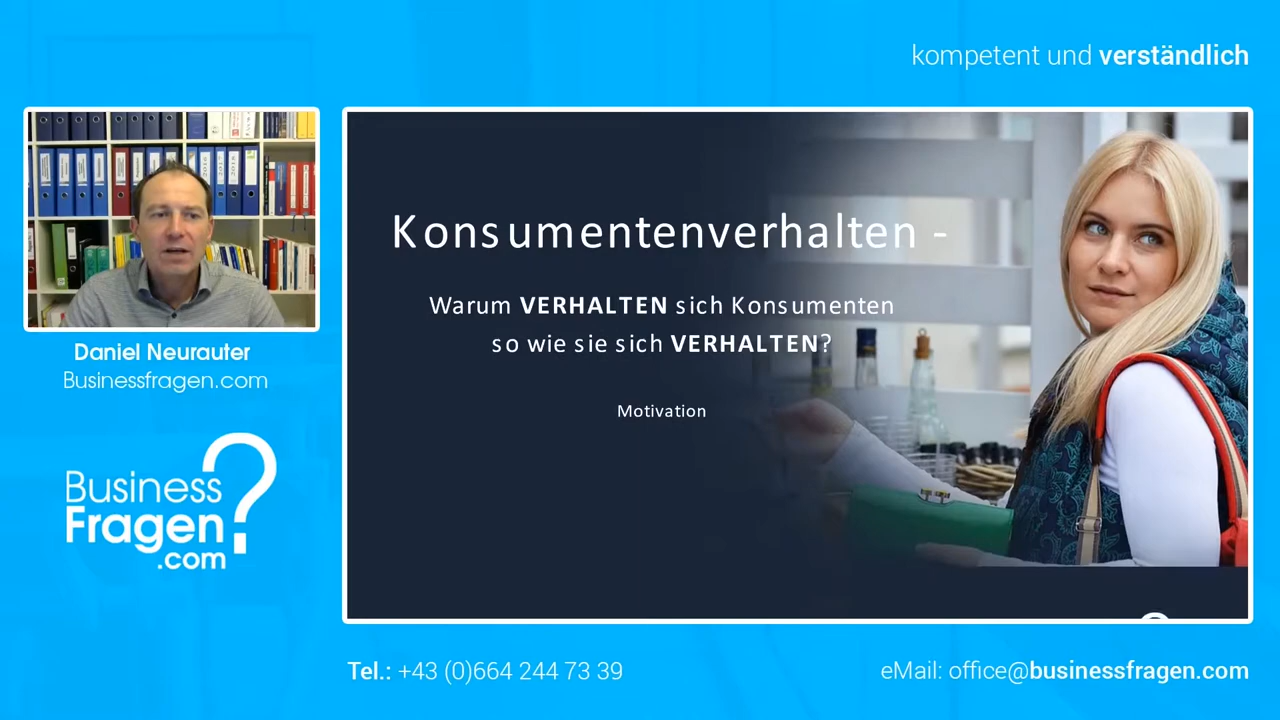 kompetent und verständlich
Konsumentenverhalten -
Warum VERHALTEN sich Konsumenten
so wie sie sich VERHALTEN?
Motivation
Daniel Neurauter
Businessfragen.com
Business
Fragen
.com
Tel.: +43 (0)664 244 73 39
eMail: office@businessfragen.com